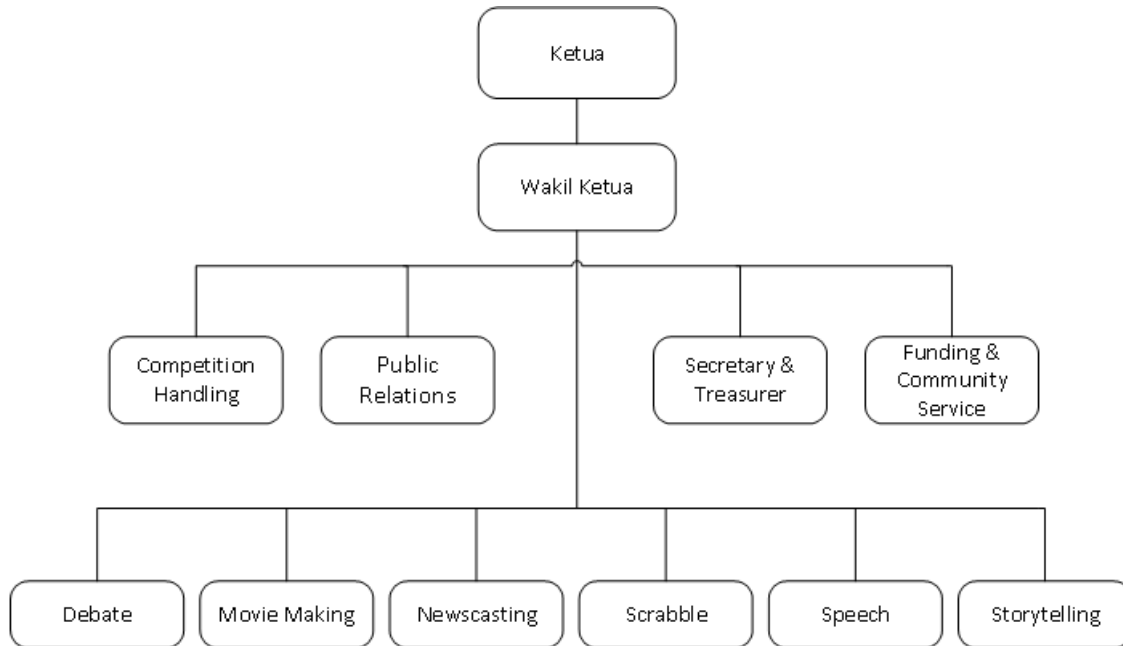 Ketua
Wakil Ketua
Competition
Handling
Public
Relations
Secretary &
Treasurer
Funding &
Community
Service
Debate
Movie Making
Newscasting
Scrabble
Speech
Storytelling